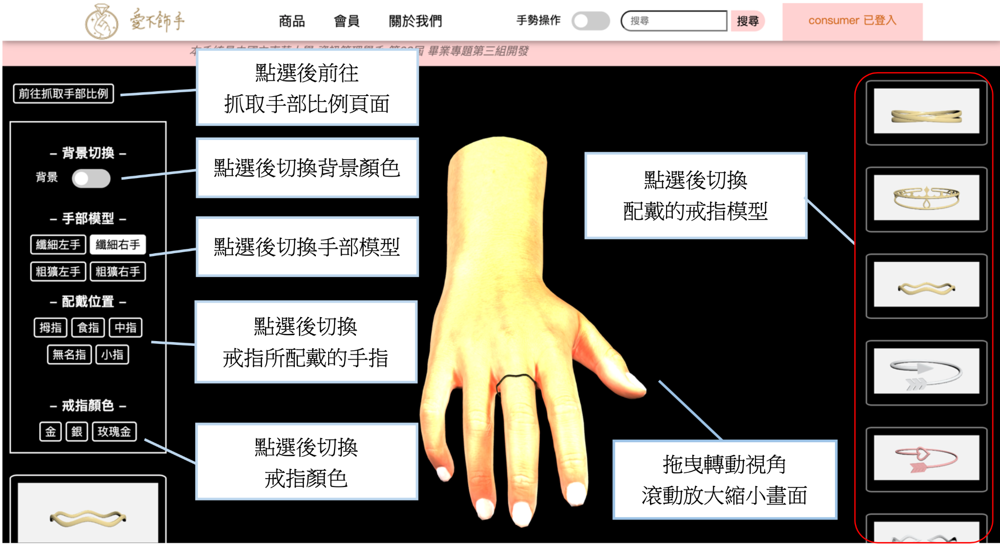 愛不飾手
商品 會員 關於我們 手勢操作 搜尋 搜尋 consumer 已登入
畢業專題第三組開發
前往抓取手部比例
點選後前往
抓取手部比例頁面
– 背景切換 –
背景
點選後切換背景顏色
– 手部模型 –
纖細左手 纖細右手
粗獷左手 粗獷右手
點選後切換手部模型
– 配戴位置 –
拇指 食指 中指
無名指 小指
點選後切換
戒指所配戴的手指
– 戒指顏色 –
金 銀 玫瑰金
點選後切換
戒指顏色
點選後切換
配戴的戒指模型
拖曳轉動視角
滾動放大縮小畫面